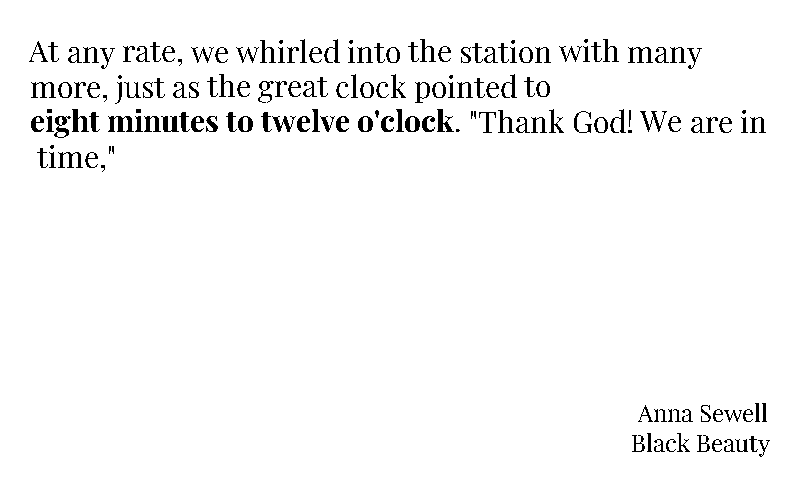 At any rate, we whirled into the station with many
more, just as the great clock pointed to
eight minutes to twelve o'clock. "Thank God! We are in
time,"
Anna Sewell
Black Beauty